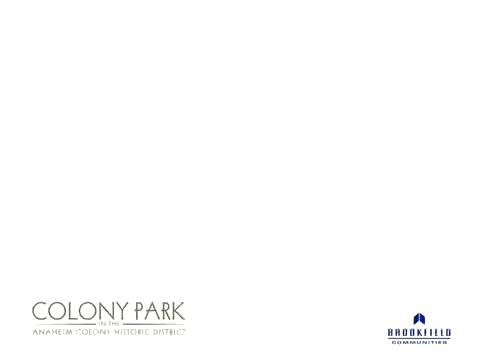 COLONY PARK
IN THE
ANAHEIM COLONY HISTORIC DISTRICT
BROOKFIELD
COMMUNITIES